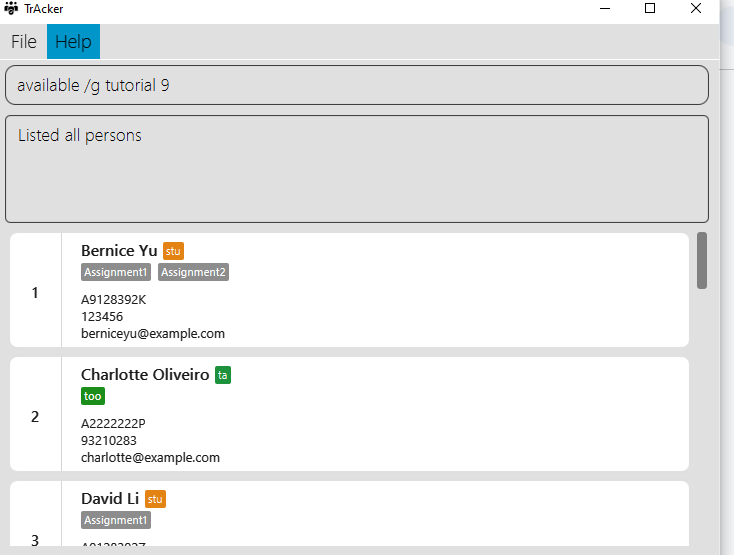 TrAcker
File Help
available /g tutorial 9
Listed all persons
Bernice Yu stu
Assignment1 Assignment2
1
A9128392K
123456
berniceyu@example.com
Charlotte Oliveiro ta
too
2
A2222222P
93210283
charlotte@example.com
David Li stu
Assignment1
3